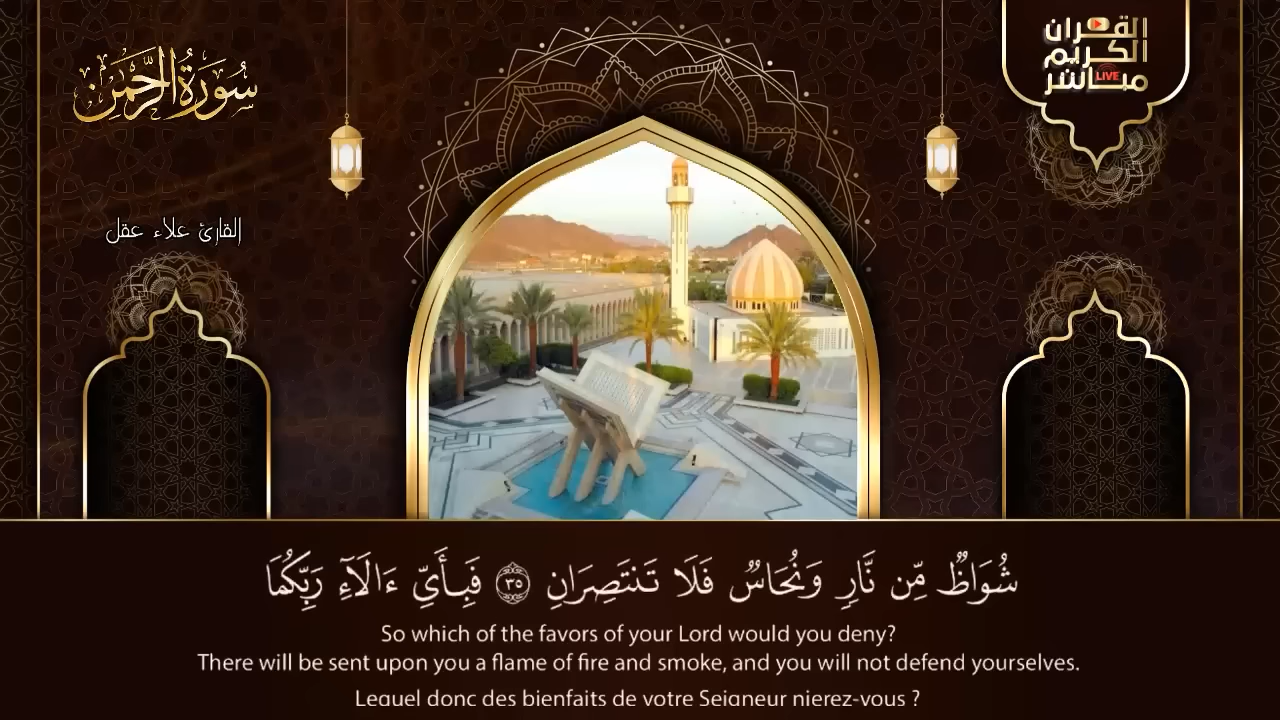 سُورَةُ الرَّحْمَٰن
القرآن
الكريم
مباشر
LIVE
القارئ علاء عقل
شُوَاظٌ مِّن نَّارٍ وَنُحَاسٌ فَلَا تَنتَصِرَانِ ٣٥ فَبِأَيِّ ءَالَآءِ رَبِّكُمَا
So which of the favors of your Lord would you deny?
There will be sent upon you a flame of fire and smoke, and you will not defend yourselves.
Lequel donc des bienfaits de votre Seigneur nierez-vous ?